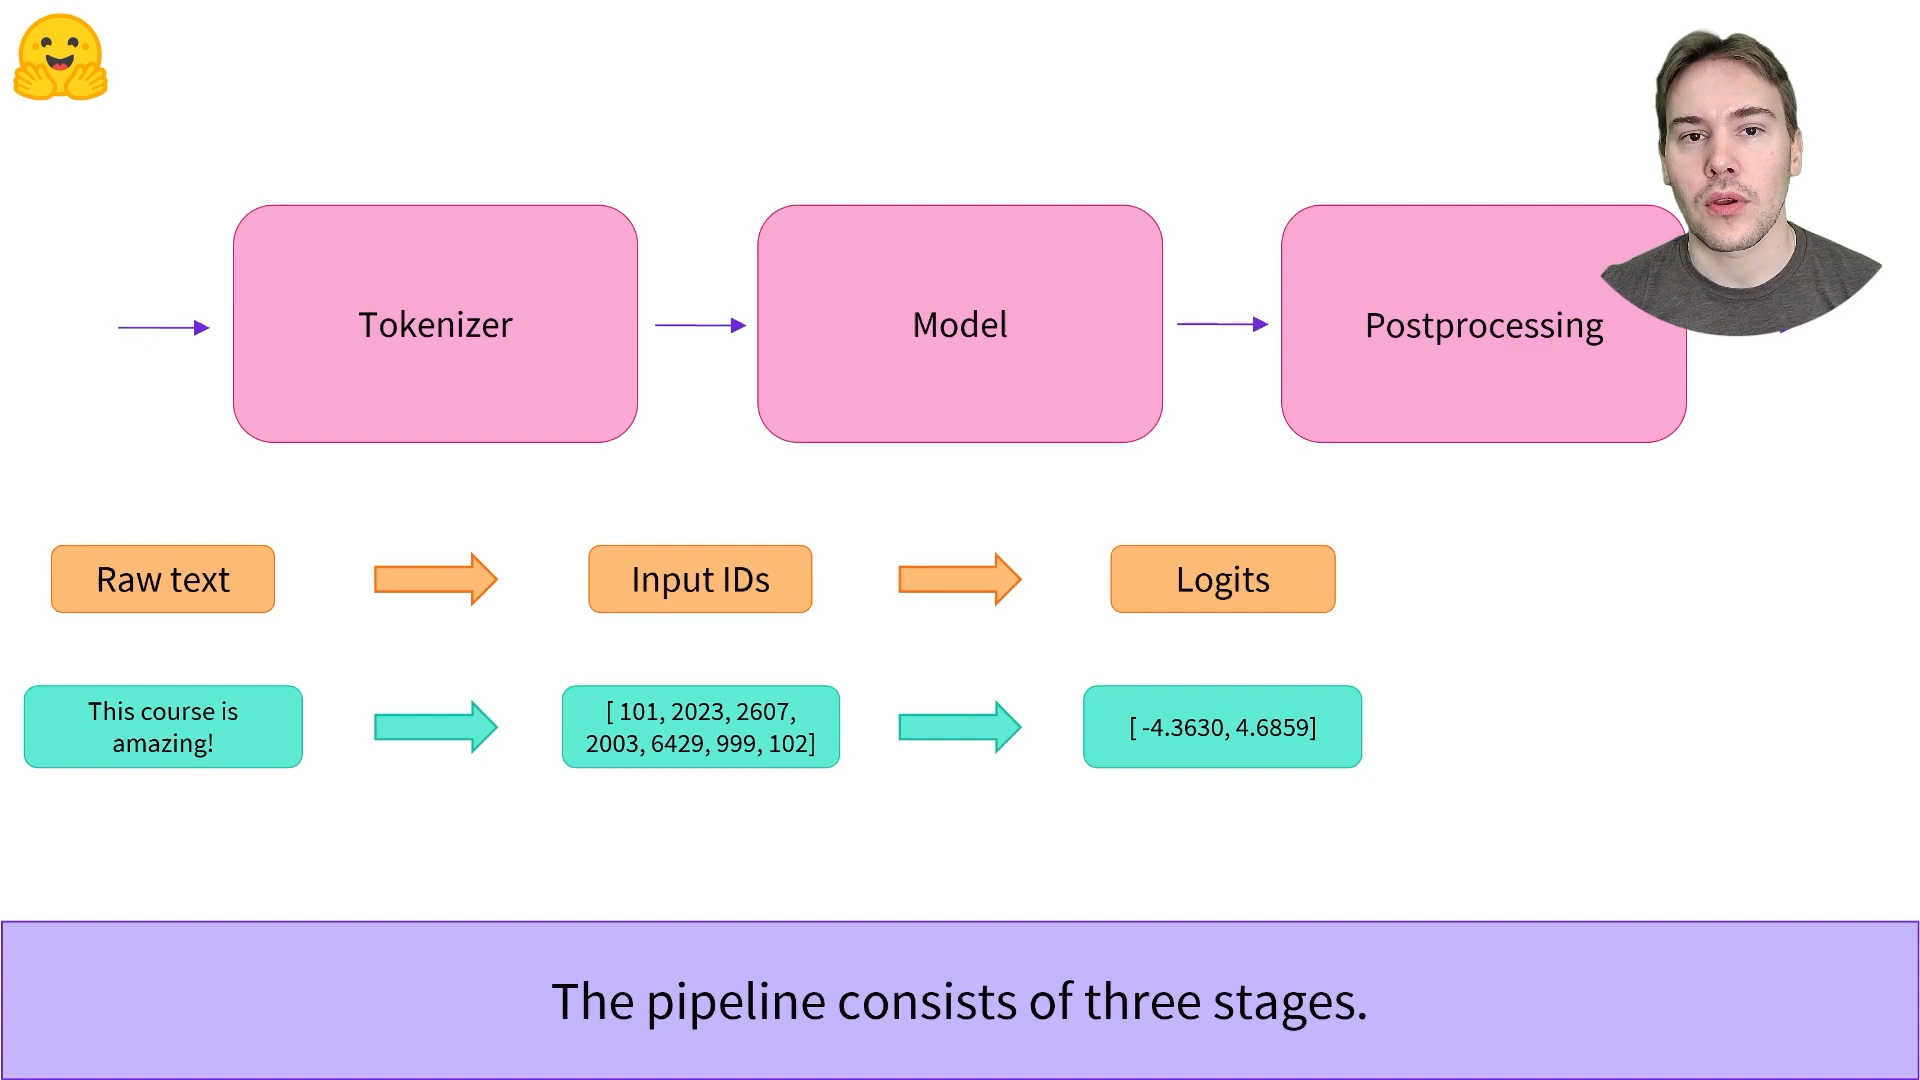 Tokenizer
Model
Postprocessing
Raw text
Input IDs
Logits
This course is
amazing!
[ 101, 2023, 2607,
2003, 6429, 999, 102]
[ -4.3630, 4.6859]
The pipeline consists of three stages.